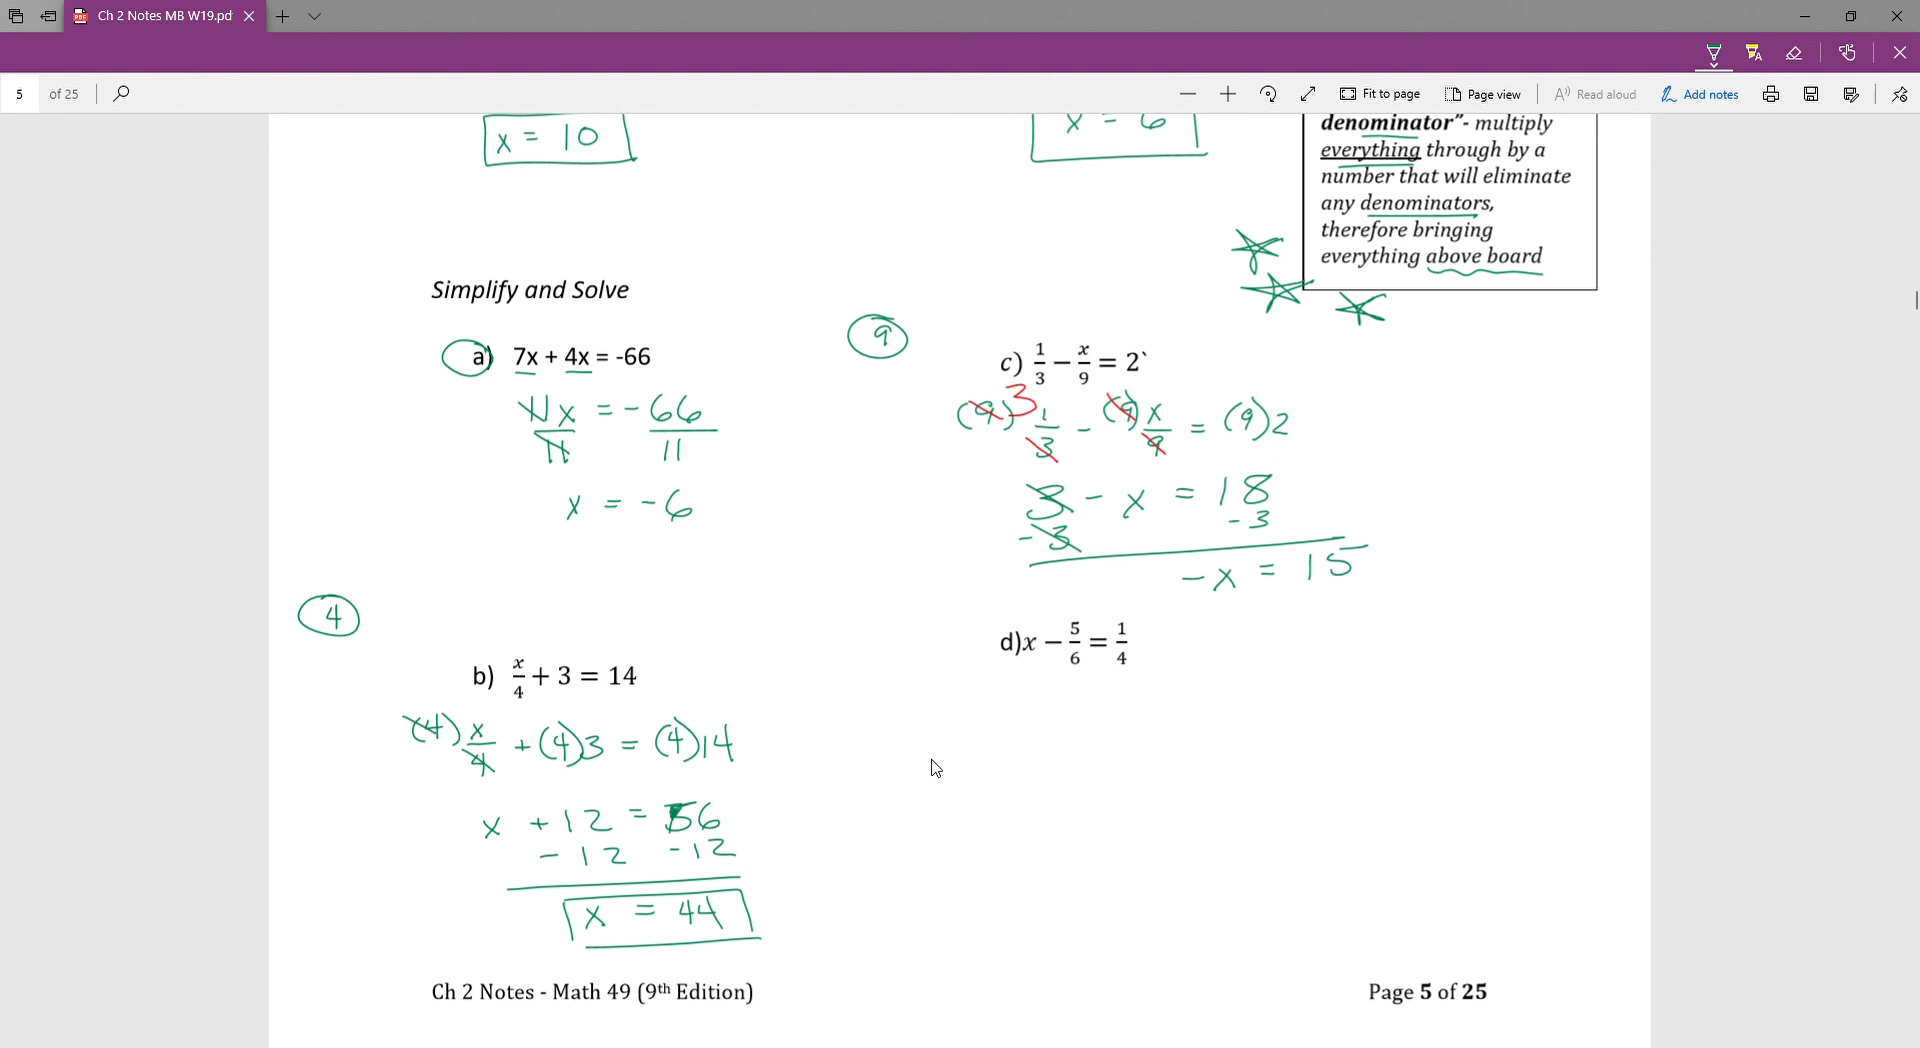 Ch 2 Notes MB W19.pd
5 of 25
Fit to page
Page view
Read aloud
Add notes
x = 10
x = 6
denominator”- multiply
everything through by a
number that will eliminate
any denominators,
therefore bringing
everything above board
Simplify and Solve
a) 7x + 4x = -66
11x = -66
11 11
x = -6
9
c) 1/3 − x/9 = 2`
(9) 3 1/3 - (9) x/9 = (9)2
3 - x = 18
-3 -3
-x = 15
4
b) x/4 + 3 = 14
(4) x/4 + (4)3 = (4)14
x + 12 = 56
- 12 -12
x = 44
d)x − 5/6 = 1/4
Ch 2 Notes - Math 49 (9th Edition)
Page 5 of 25